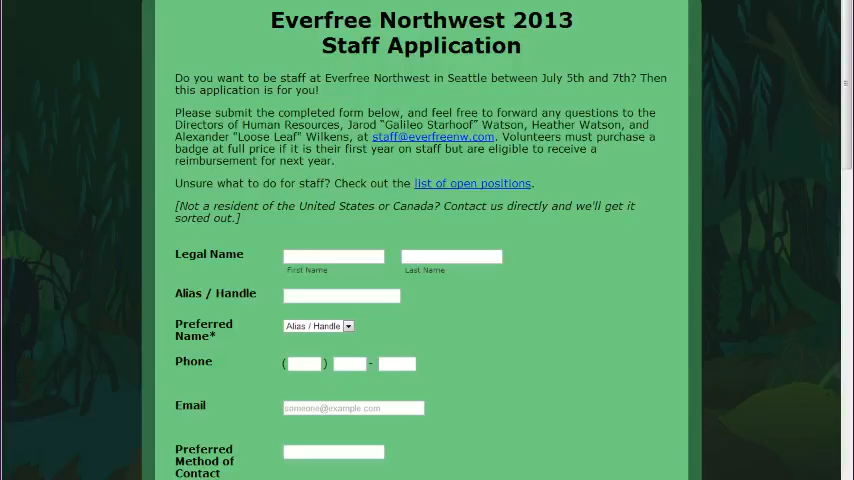 Everfree Northwest 2013
Staff Application
Do you want to be staff at Everfree Northwest in Seattle between July 5th and 7th? Then
this application is for you!
Please submit the completed form below, and feel free to forward any questions to the
Directors of Human Resources, Jarod "Galileo Starhoof" Watson, Heather Watson, and
Alexander "Loose Leaf" Wilkens, at staff@everfreenw.com. Volunteers must purchase a
badge at full price if it is their first year on staff but are eligible to receive a
reimbursement for next year.
Unsure what to do for staff? Check out the list of open positions.
[Not a resident of the United States or Canada? Contact us directly and we'll get it
sorted out.]
Legal Name
First Name Last Name
Alias / Handle
Preferred Alias / Handle
Name*
Phone ( ) -
Email someone@example.com
Preferred
Method of
Contact